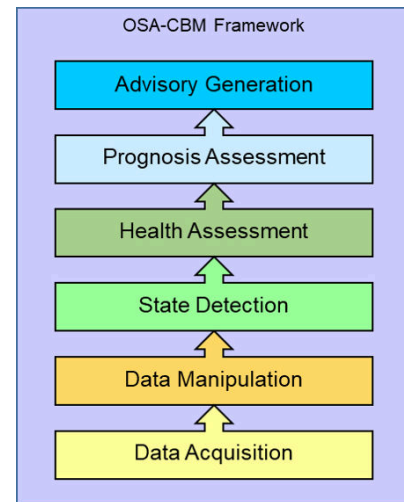 OSA-CBM Framework
Advisory Generation
Prognosis Assessment
Health Assessment
State Detection
Data Manipulation
Data Acquisition